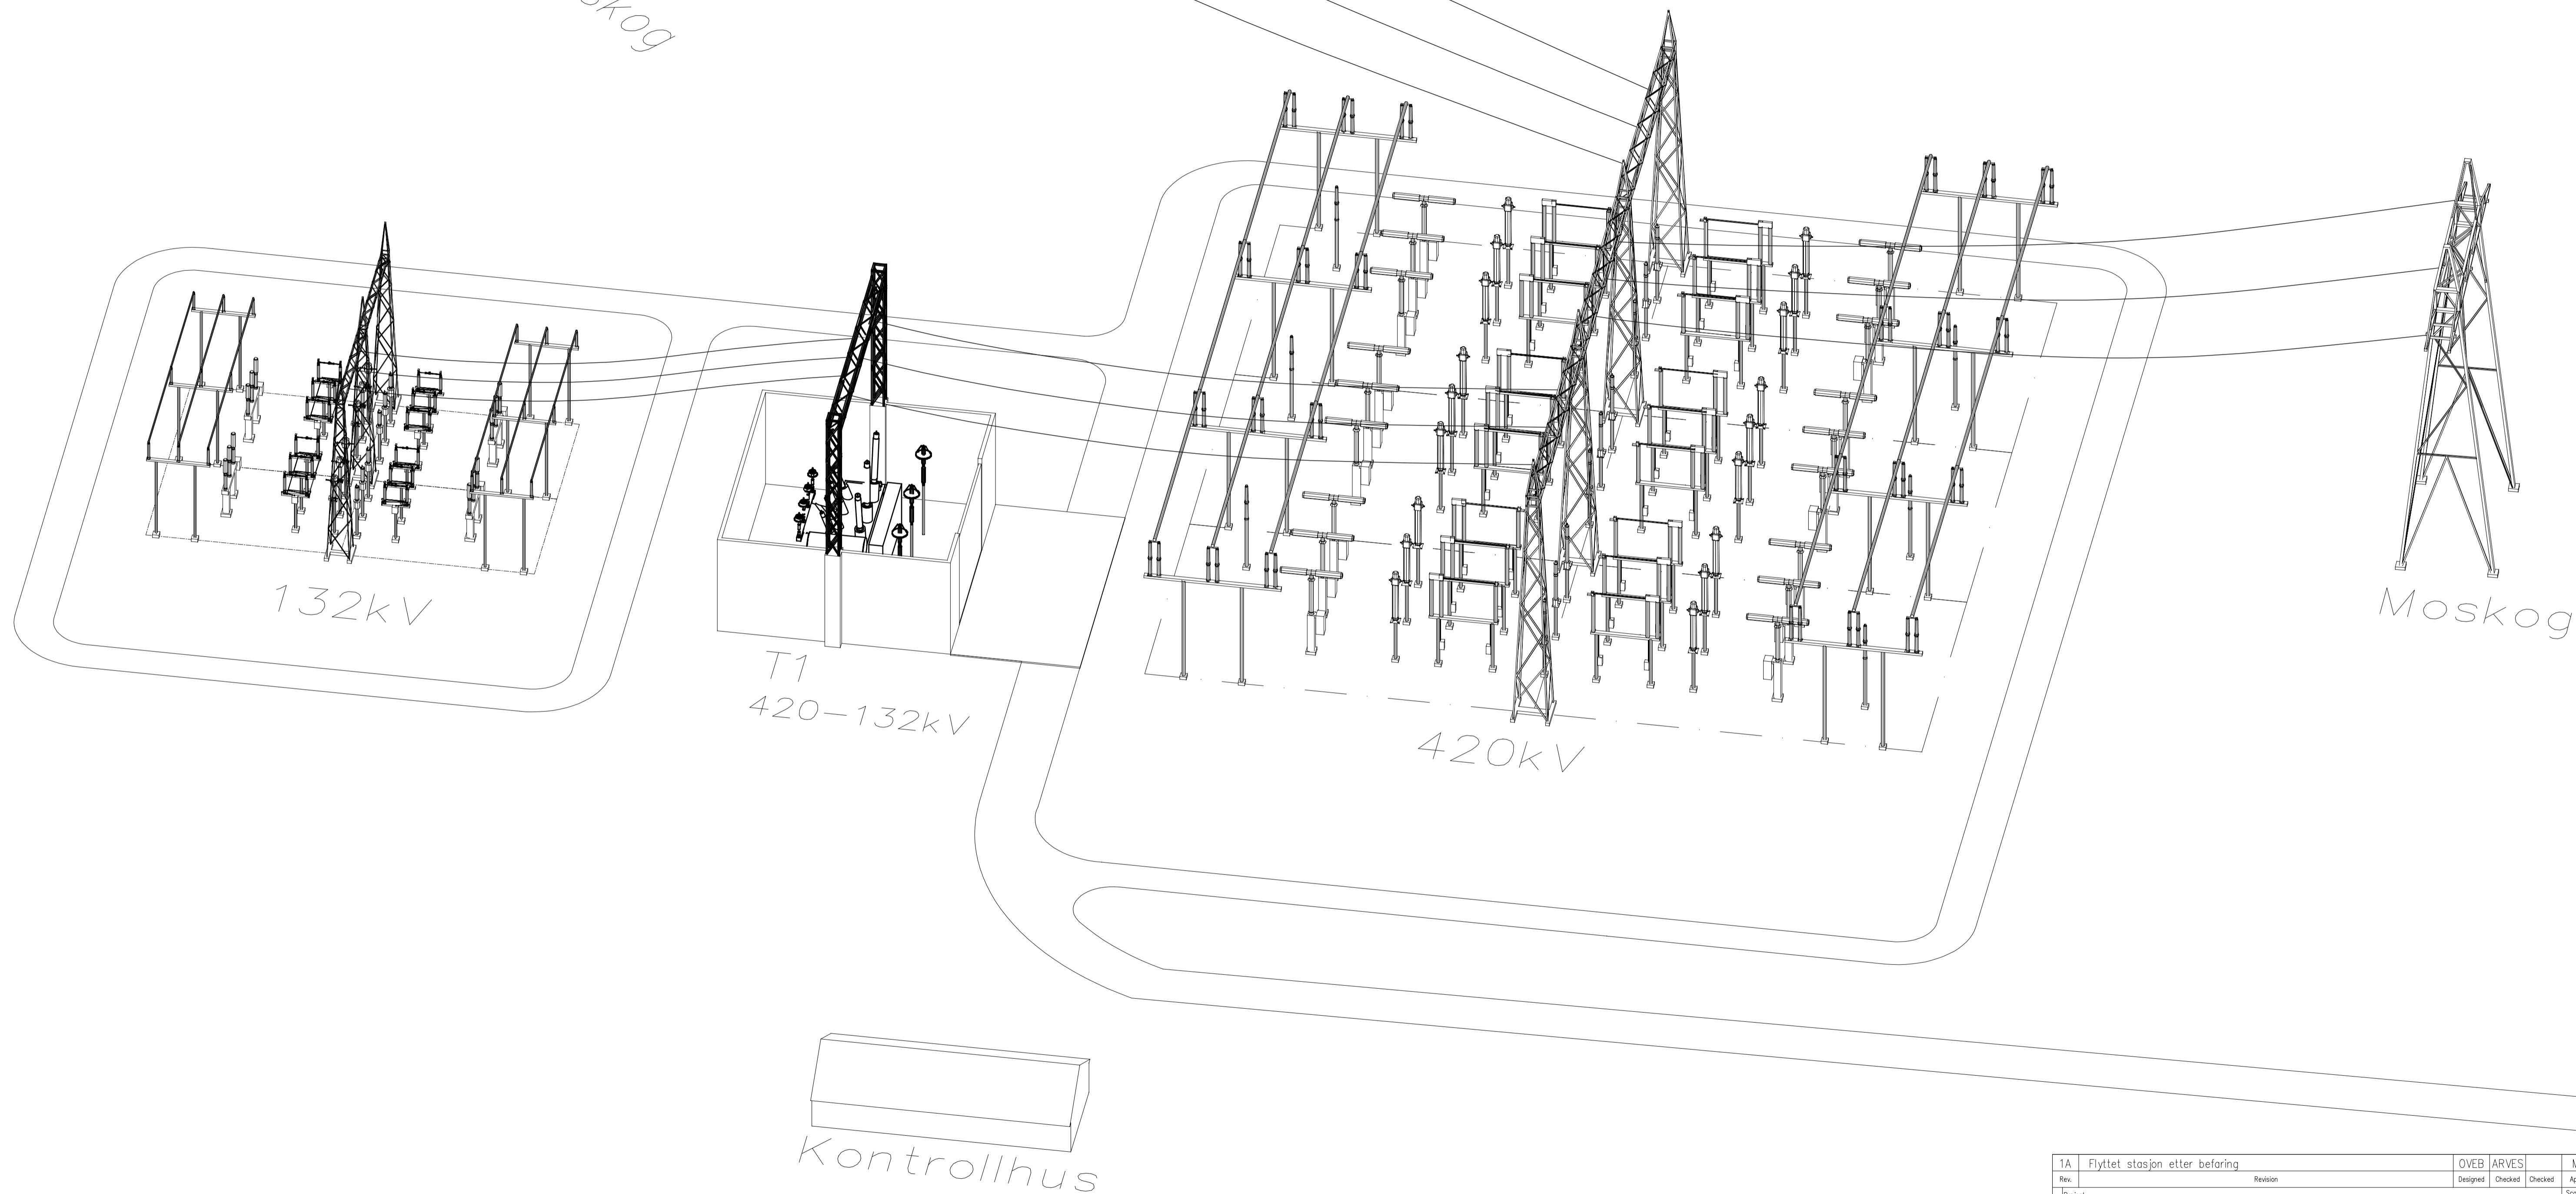 132kV
T1
420-132kV
420kV
Moskog
Kontrollhus
1A Flyttet stasjon etter befaring OVEB ARVES
Rev. Revision Designed Checked Checked